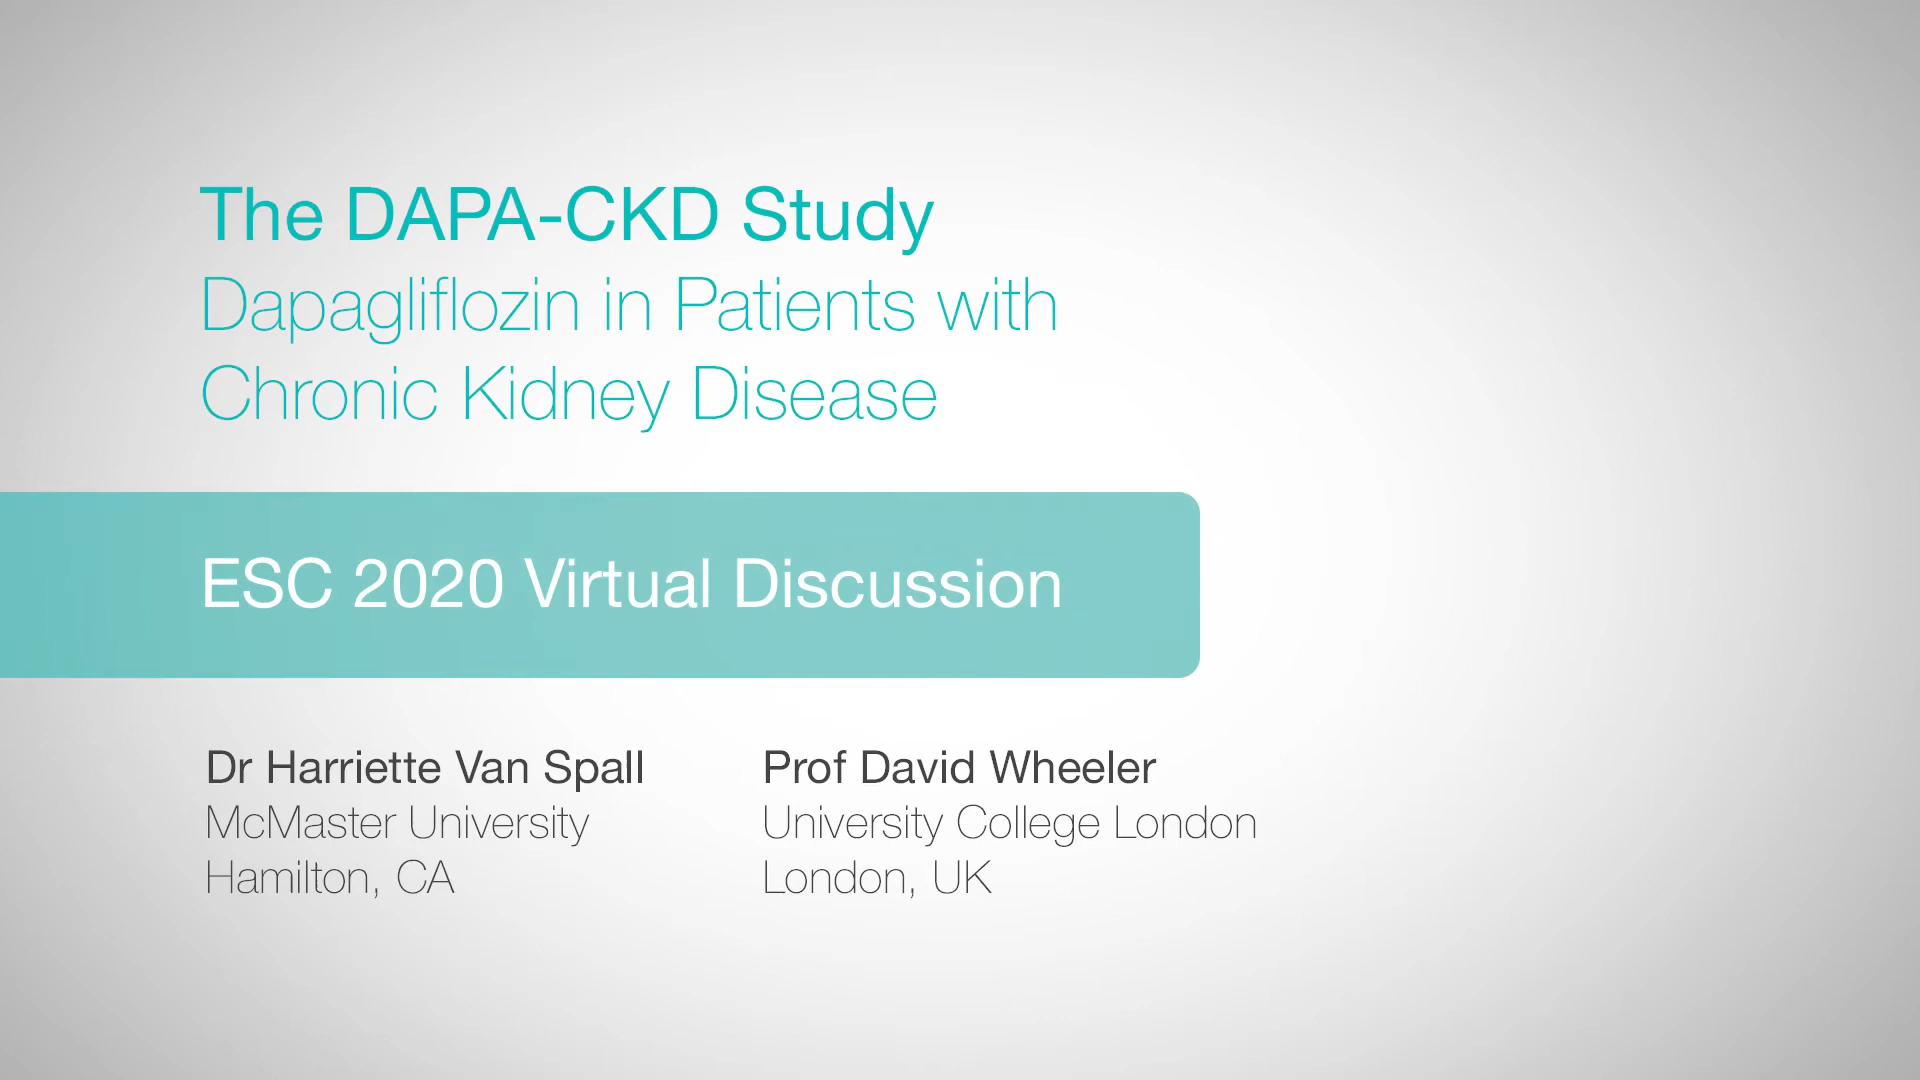 The DAPA-CKD Study
Dapagliflozin in Patients with
Chronic Kidney Disease
ESC 2020 Virtual Discussion
Dr Harriette Van Spall
McMaster University
Hamilton, CA
Prof David Wheeler
University College London
London, UK